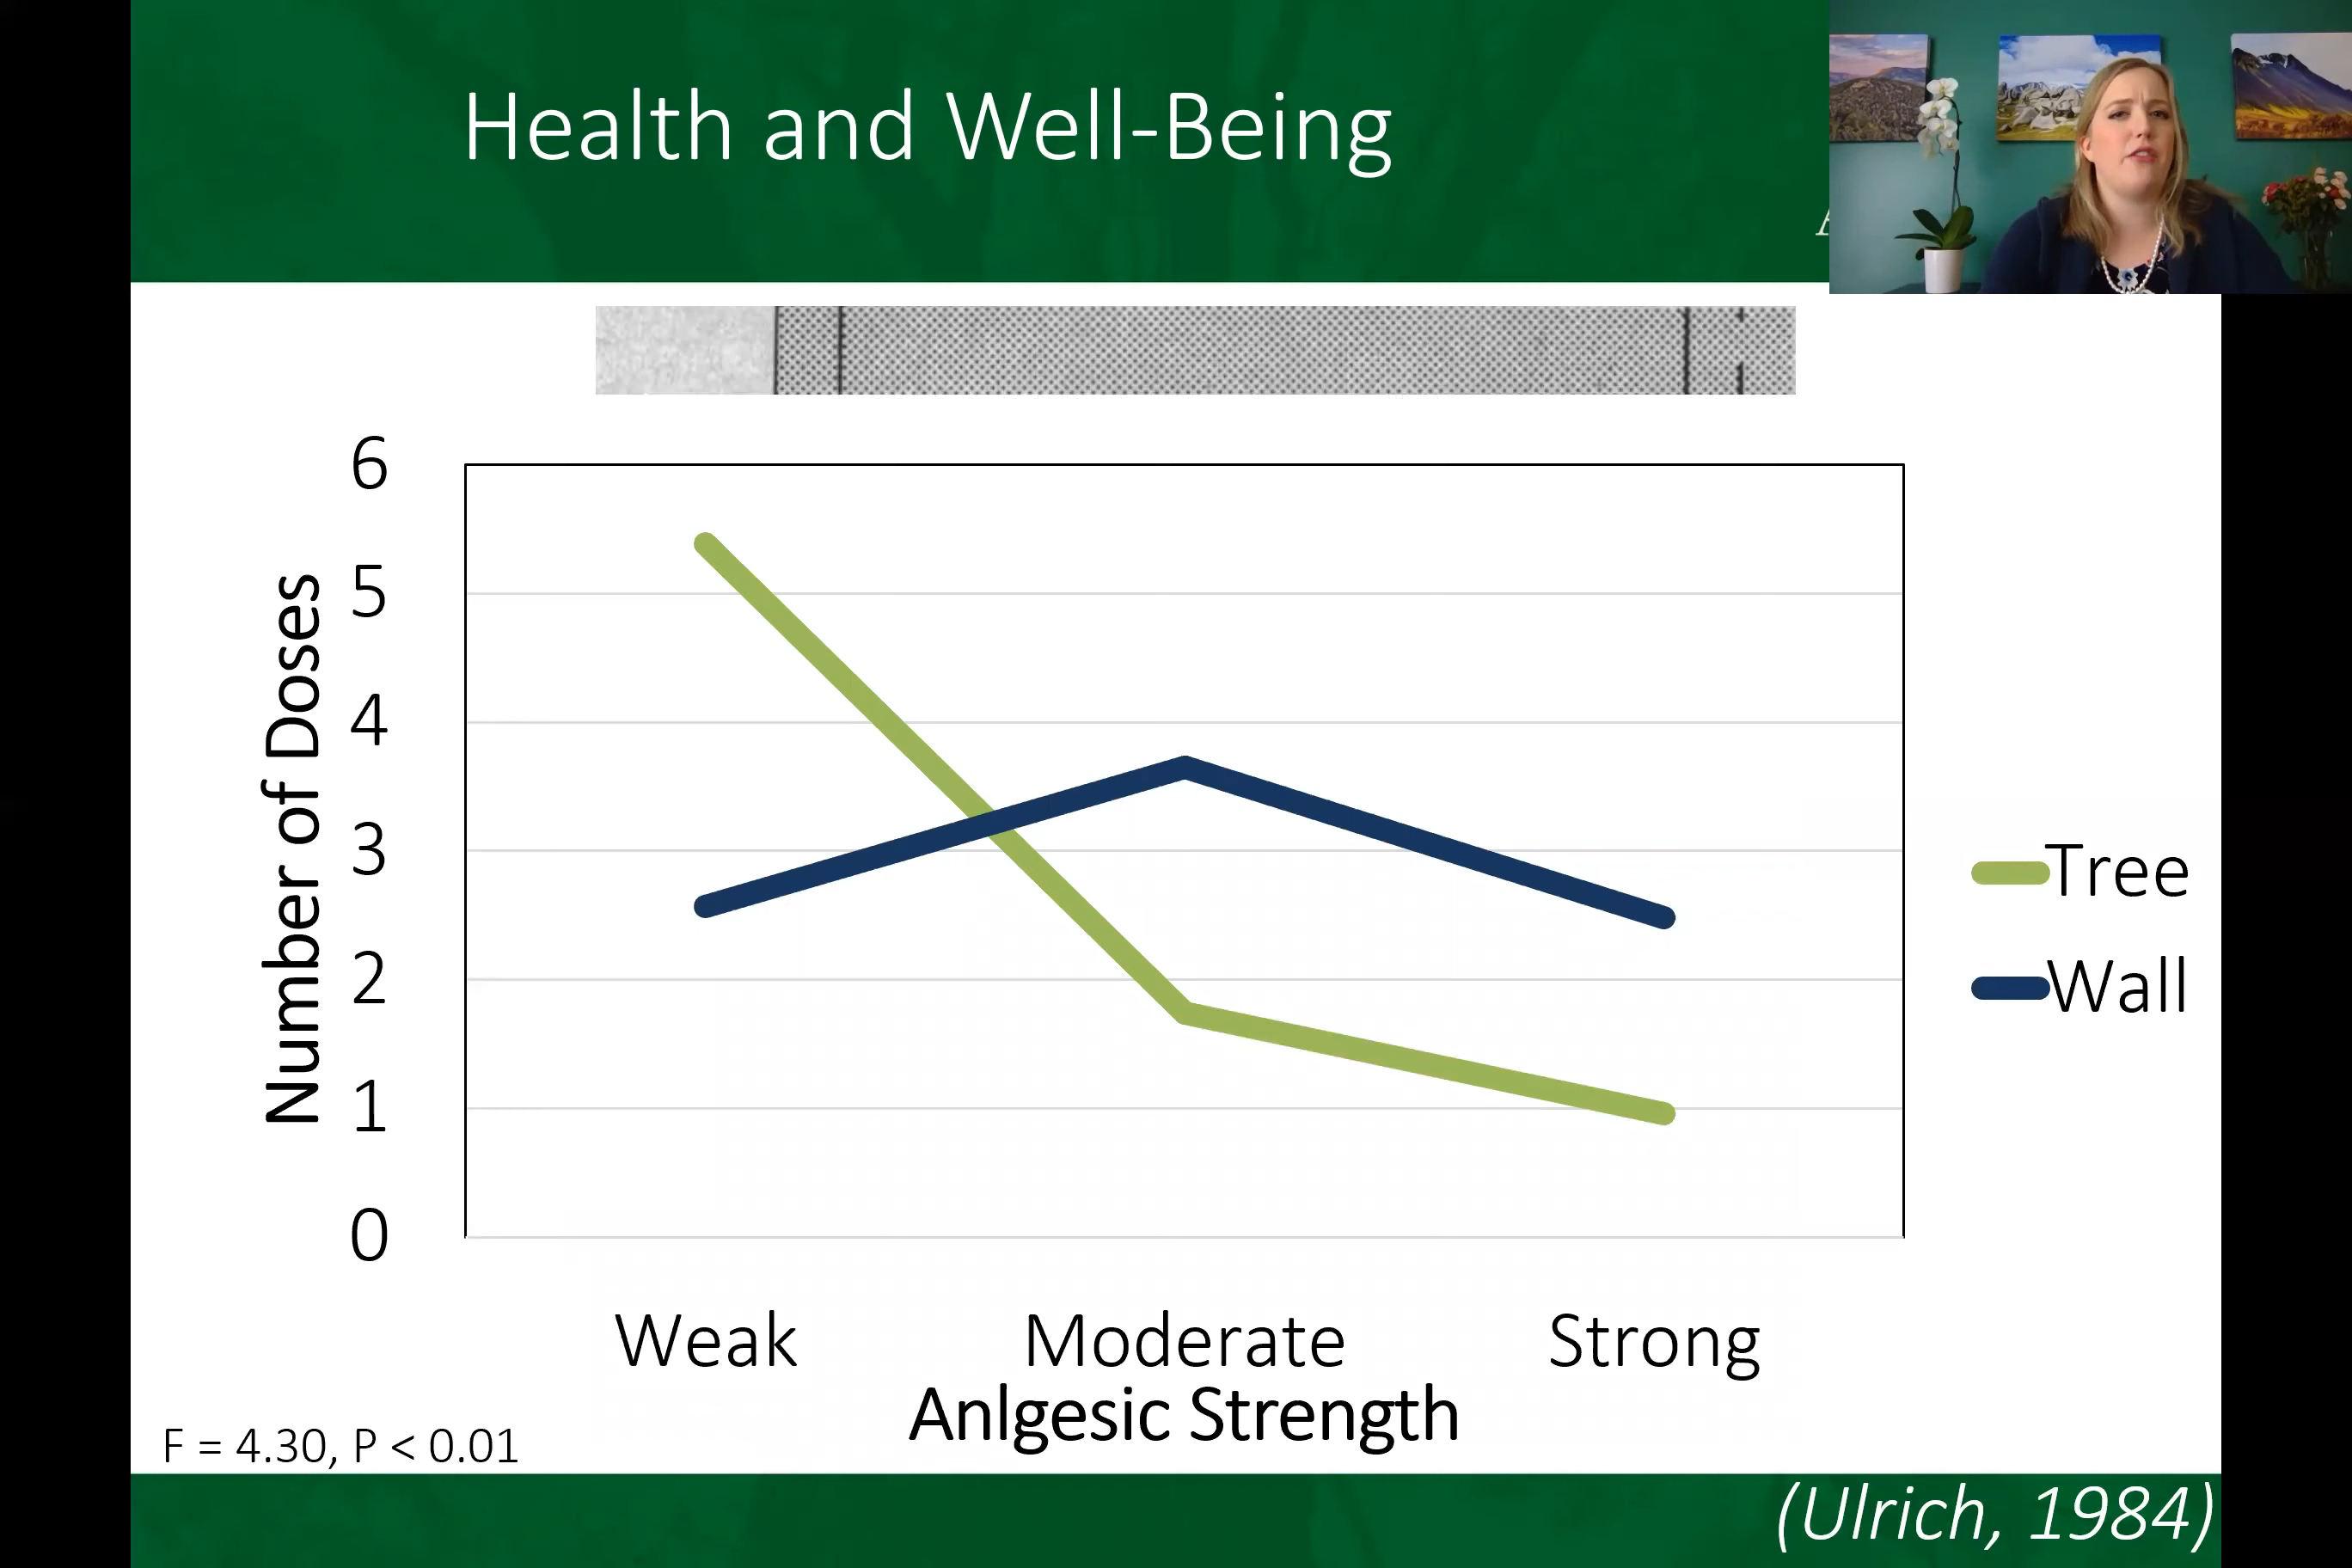 Health and Well-Being
6
5
4
3
2
1
0
Number of Doses
Weak Moderate Strong
Anlgesic Strength
Tree
Wall
F = 4.30, P < 0.01
(Ulrich, 1984)